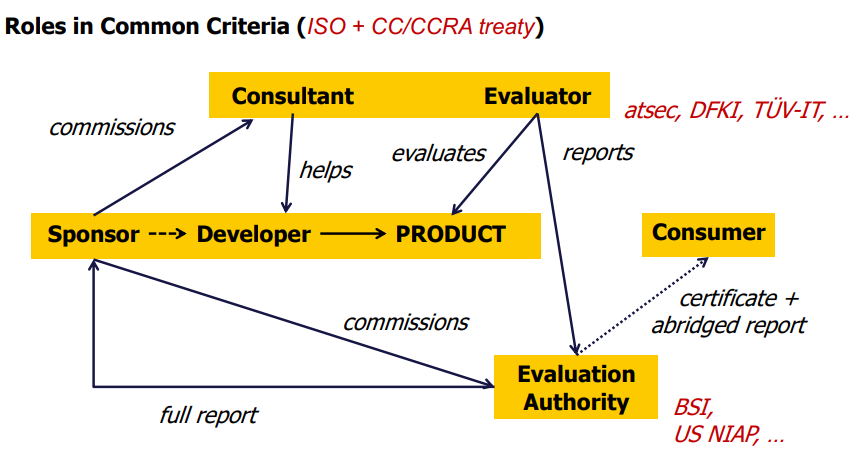 Roles in Common Criteria (ISO + CC/CCRA treaty)
Consultant Evaluator
atsec, DFKI, TÜV-IT, ...
commissions
evaluates
reports
helps
Sponsor Developer PRODUCT
Consumer
certificate +
abridged report
commissions
Evaluation
Authority
full report
BSI,
US NIAP, ...